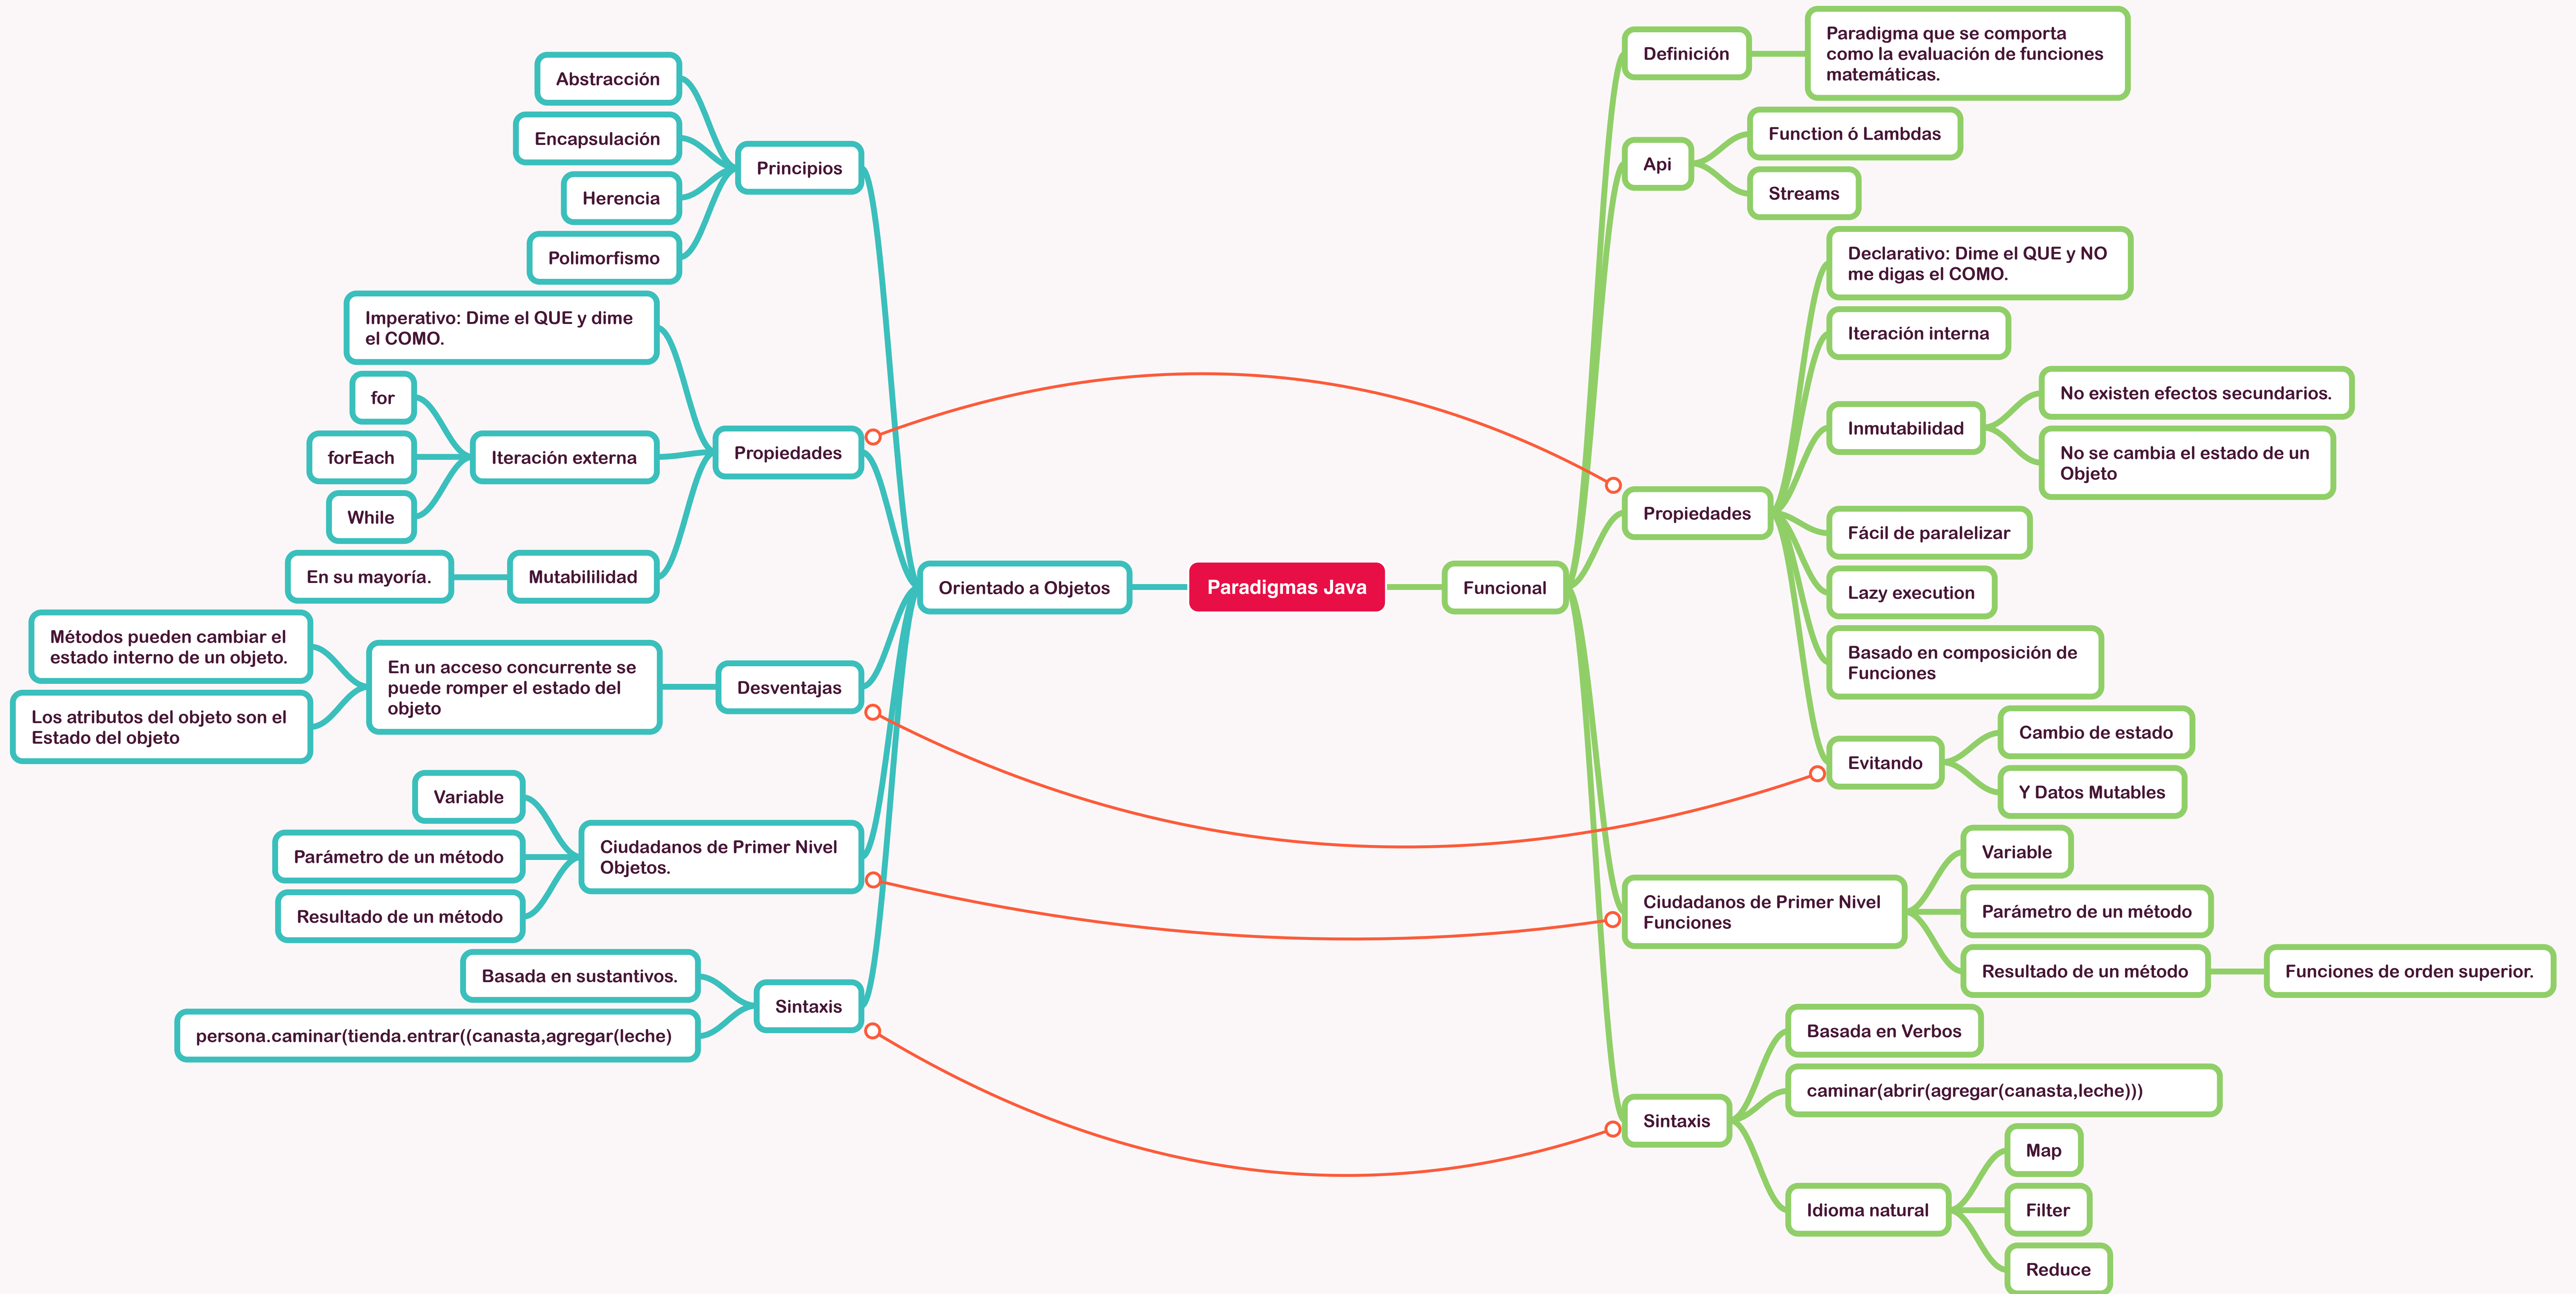 Paradigmas Java
Orientado a Objetos
Principios
Abstracción
Encapsulación
Herencia
Polimorfismo
Propiedades
Imperativo: Dime el QUE y dime
el COMO.
Iteración externa
for
forEach
While
Mutabililidad
En su mayoría.
Desventajas
En un acceso concurrente se
puede romper el estado del
objeto
Métodos pueden cambiar el
estado interno de un objeto.
Los atributos del objeto son el
Estado del objeto
Ciudadanos de Primer Nivel
Objetos.
Variable
Parámetro de un método
Resultado de un método
Sintaxis
Basada en sustantivos.
persona.caminar(tienda.entrar((canasta,agregar(leche)
Funcional
Definición
Paradigma que se comporta
como la evaluación de funciones
matemáticas.
Api
Function ó Lambdas
Streams
Propiedades
Declarativo: Dime el QUE y NO
me digas el COMO.
Iteración interna
Inmutabilidad
No existen efectos secundarios.
No se cambia el estado de un
Objeto
Fácil de paralelizar
Lazy execution
Basado en composición de
Funciones
Evitando
Cambio de estado
Y Datos Mutables
Ciudadanos de Primer Nivel
Funciones
Variable
Parámetro de un método
Resultado de un método
Funciones de orden superior.
Sintaxis
Basada en Verbos
caminar(abrir(agregar(canasta,leche)))
Idioma natural
Map
Filter
Reduce